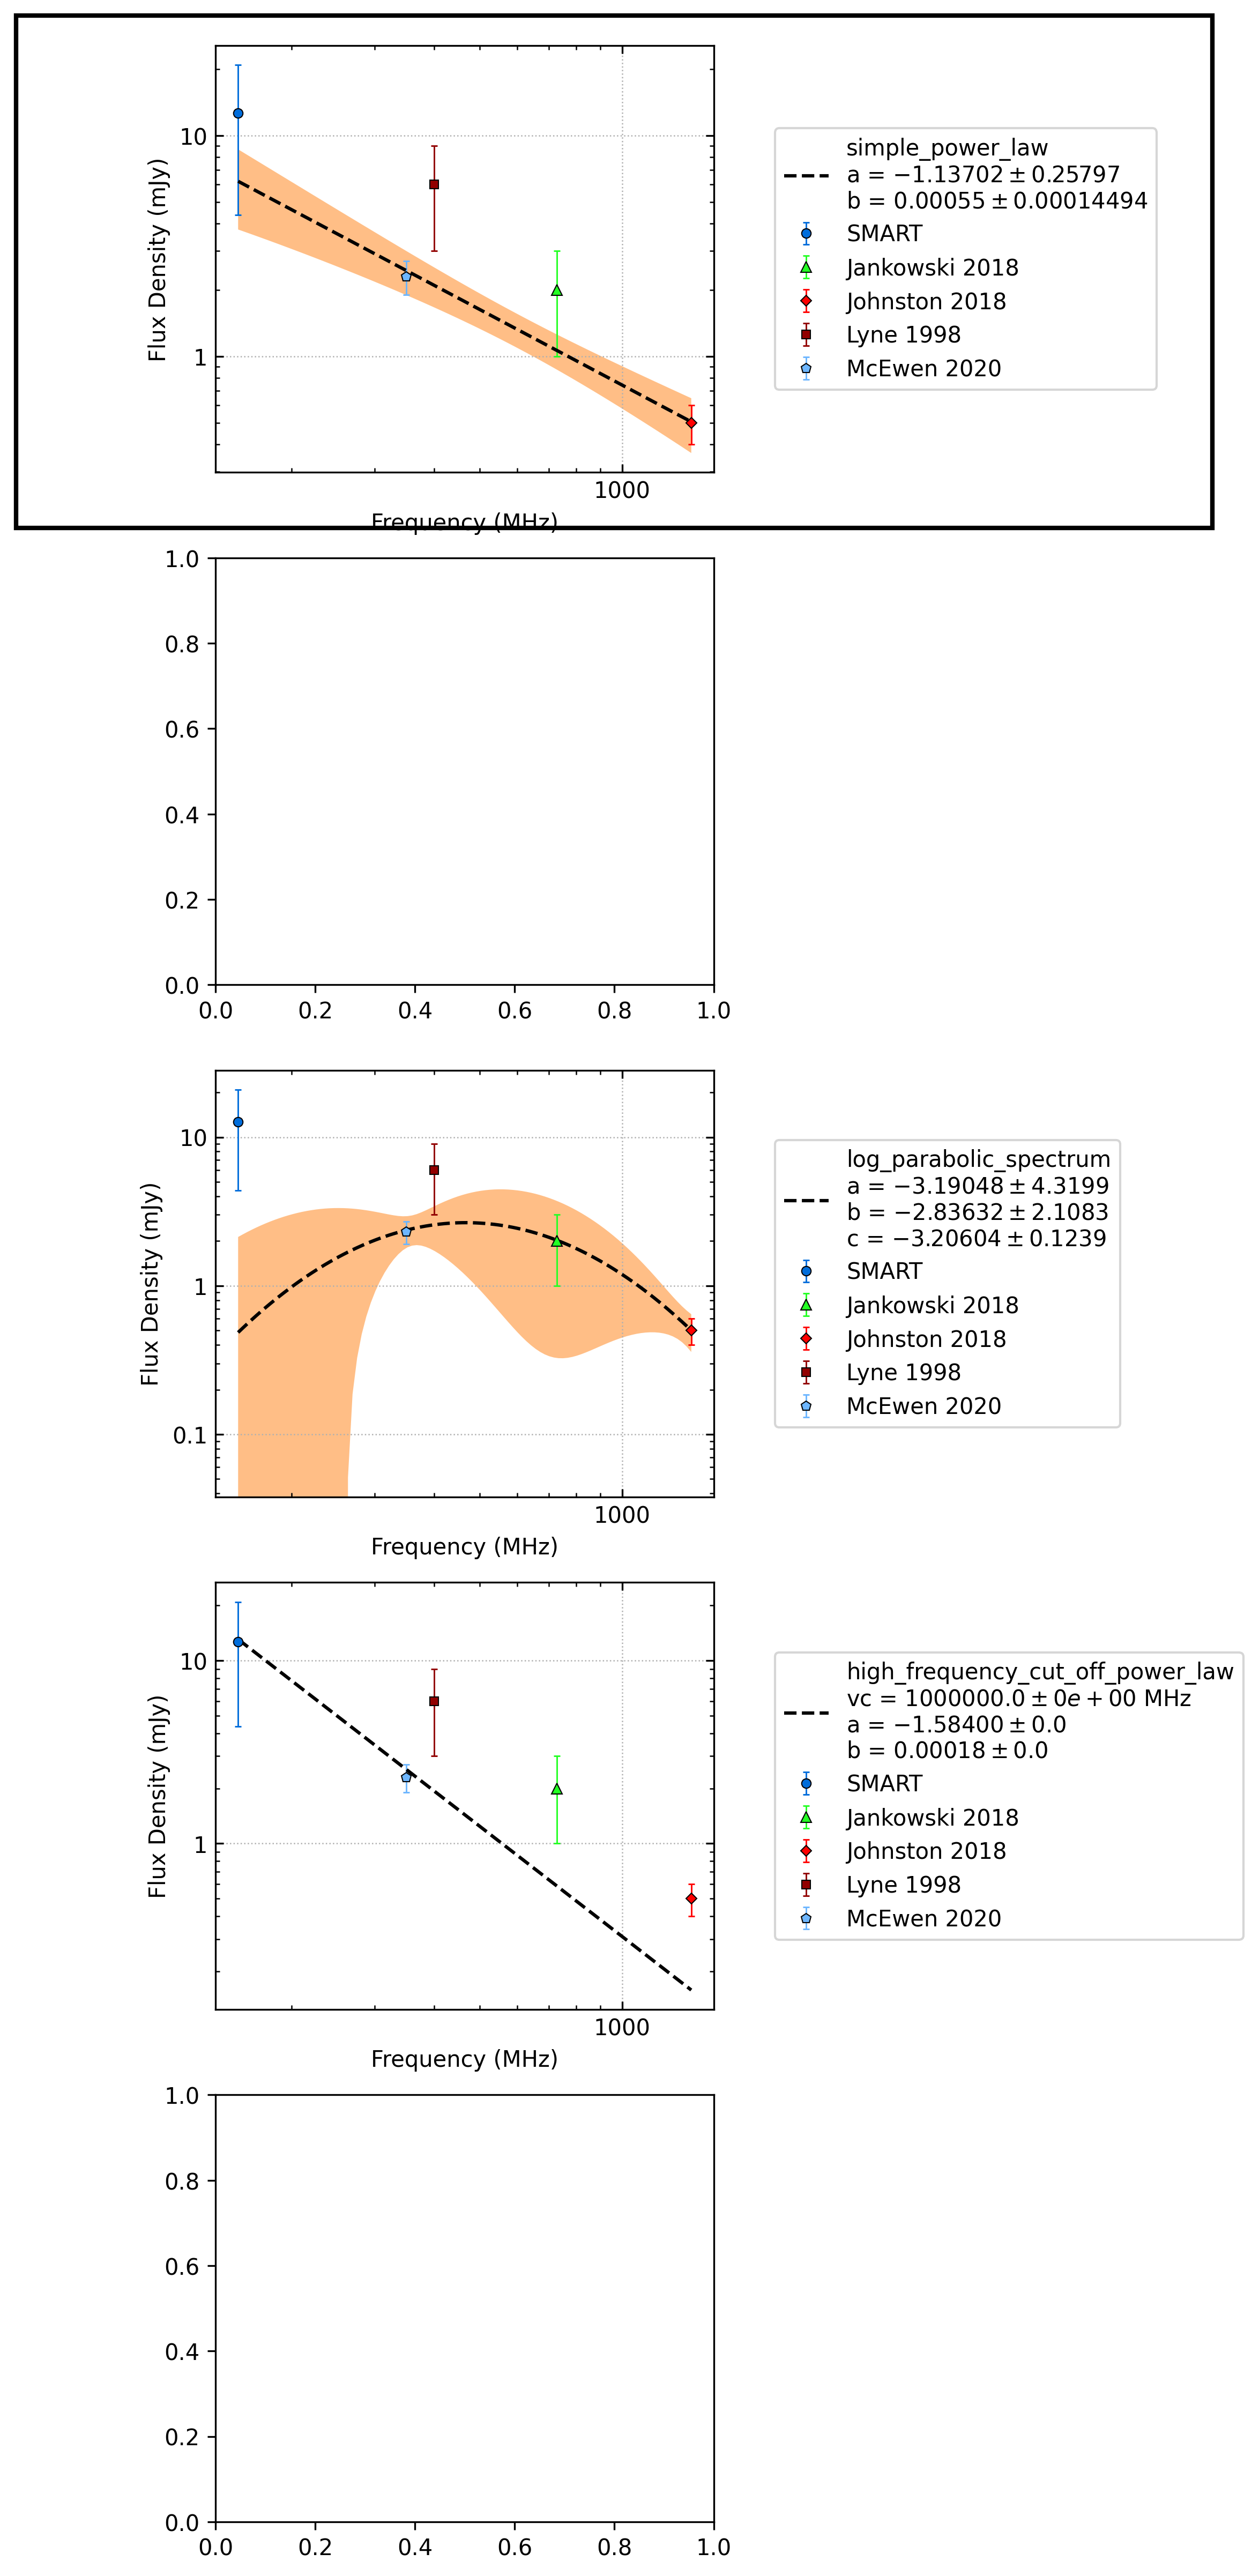 10
1
Flux Density (mJy)
1000
Frequency (MHz)
simple_power_law
a = −1.13702 ± 0.25797
b = 0.00055 ± 0.00014494
SMART
Jankowski 2018
Johnston 2018
Lyne 1998
McEwen 2020
1.0
0.8
0.6
0.4
0.2
0.0
0.0 0.2 0.4 0.6 0.8 1.0
10
1
0.1
Flux Density (mJy)
1000
Frequency (MHz)
log_parabolic_spectrum
a = −3.19048 ± 4.3199
b = −2.83632 ± 2.1083
c = −3.20604 ± 0.1239
SMART
Jankowski 2018
Johnston 2018
Lyne 1998
McEwen 2020
10
1
Flux Density (mJy)
1000
Frequency (MHz)
high_frequency_cut_off_power_law
vc = 1000000.0 ± 0e + 00 MHz
a = −1.58400 ± 0.0
b = 0.00018 ± 0.0
SMART
Jankowski 2018
Johnston 2018
Lyne 1998
McEwen 2020
1.0
0.8
0.6
0.4
0.2
0.0
0.0 0.2 0.4 0.6 0.8 1.0